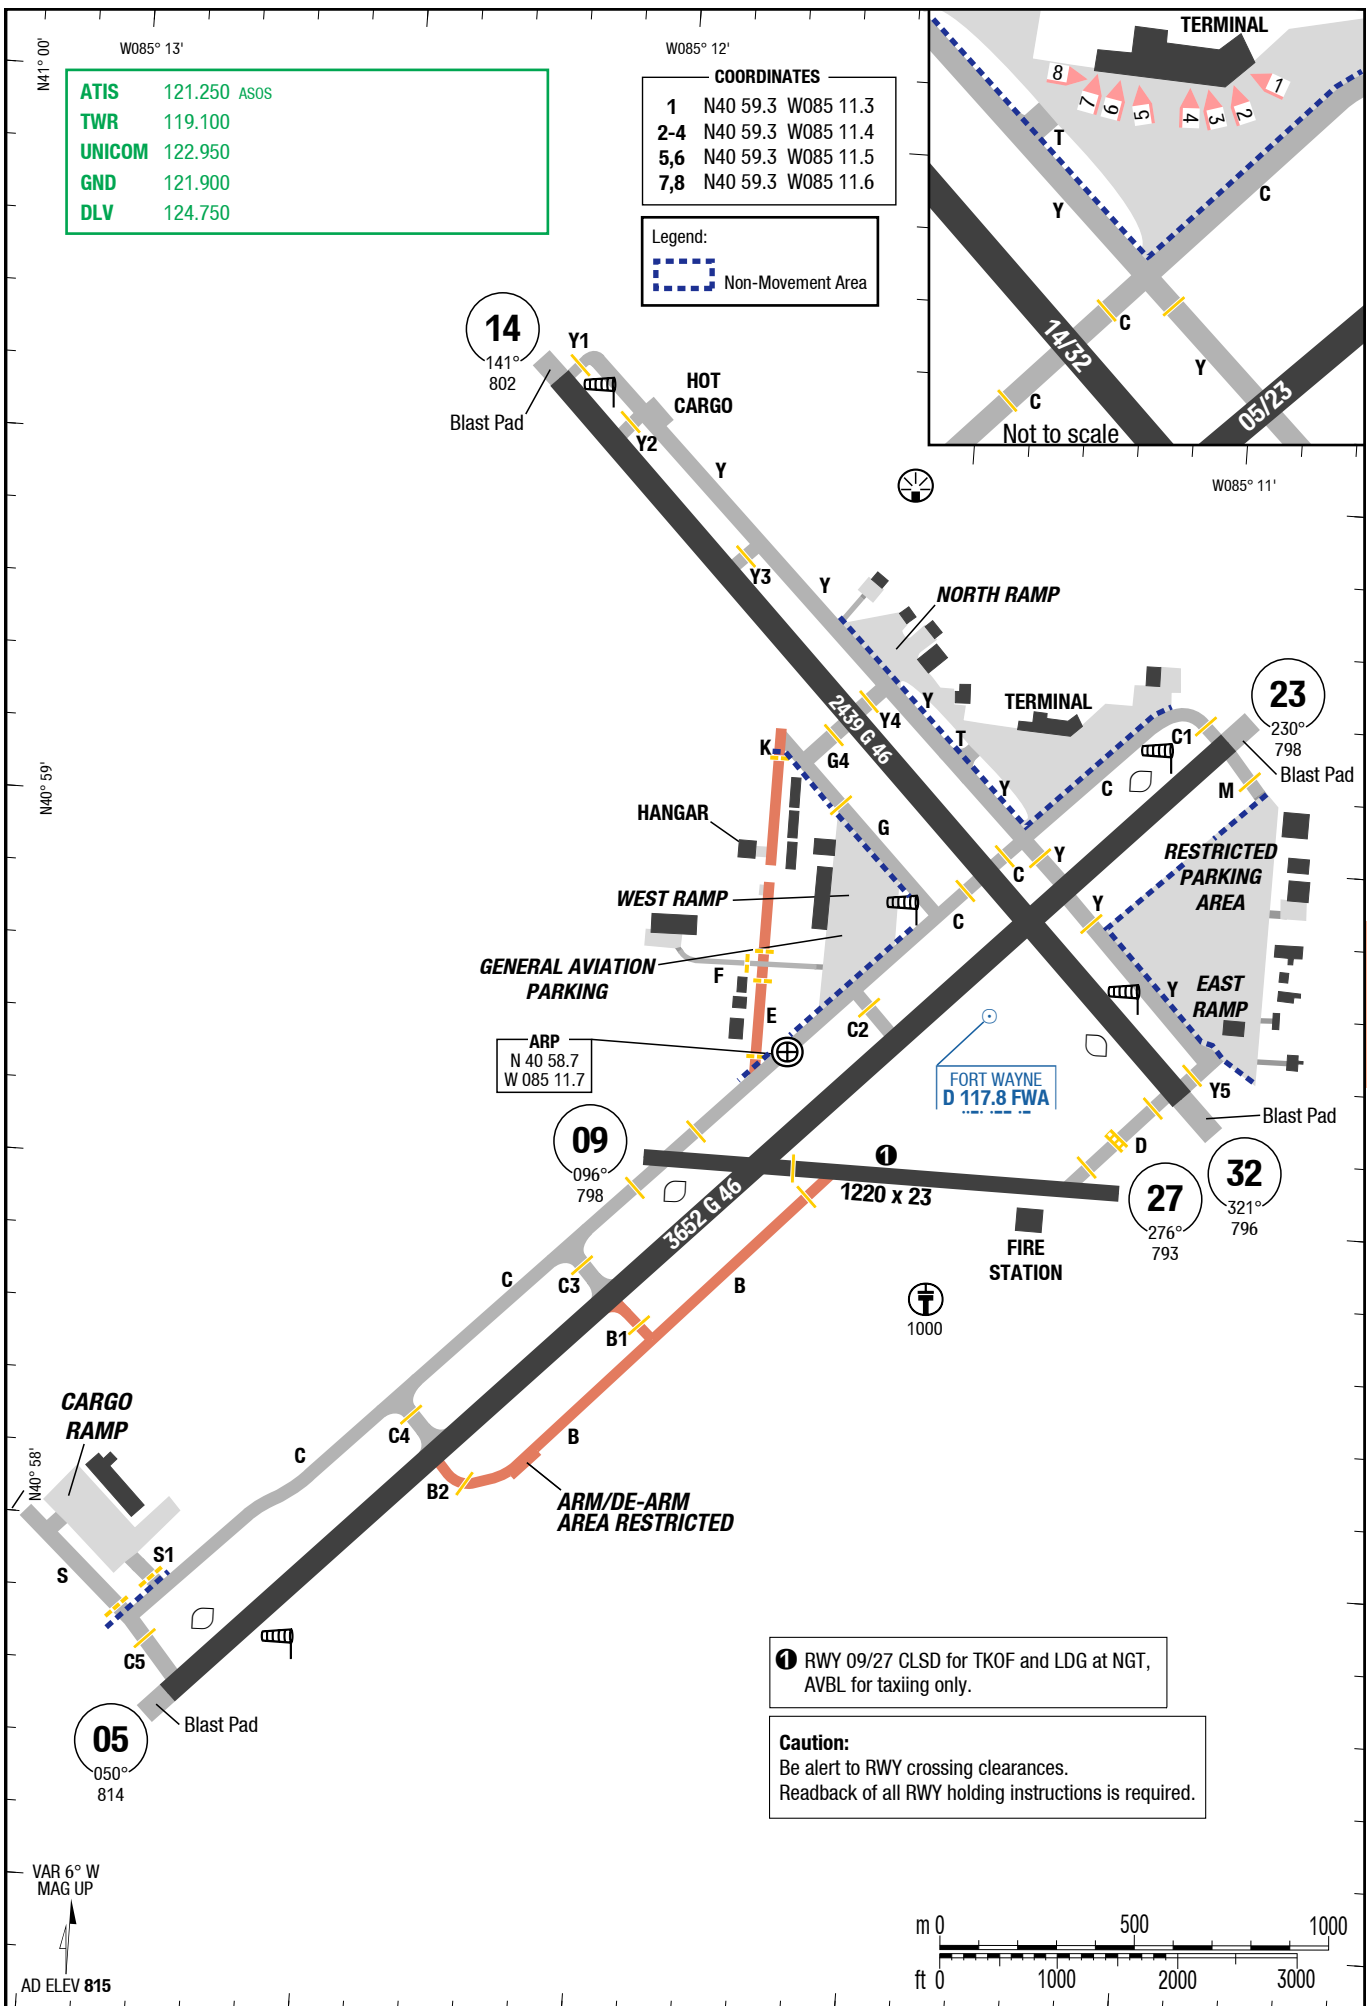 N41° 00'
W085° 13'
W085° 12'
ATIS 121.250 ASOS
TWR 119.100
UNICOM 122.950
GND 121.900
DLV 124.750
COORDINATES
1 N40 59.3 W085 11.3
2-4 N40 59.3 W085 11.4
5,6 N40 59.3 W085 11.5
7,8 N40 59.3 W085 11.6
Legend:
Non-Movement Area
TERMINAL
8
7
6
5
4
3
2
1
T
Y
C
C
14/32
Y
05/23
C
Not to scale
W085° 11'
14
141°
802
Blast Pad
Y1
HOT
CARGO
Y2
Y
Y3
Y
NORTH RAMP
TERMINAL
23
230°
798
Blast Pad
C1
Y
Y4
2439 G 46
T
K
G4
N40° 59'
Y
C
M
HANGAR
G
C
Y
RESTRICTED
PARKING
AREA
WEST RAMP
C
Y
GENERAL AVIATION
PARKING
F
E
C2
Y
EAST
RAMP
ARP
N 40 58.7
W 085 11.7
FORT WAYNE
D 117.8 FWA
Y5
Blast Pad
09
096°
798
1
1220 x 23
D
27
276°
793
32
321°
796
3652 G 46
FIRE
STATION
C
C3
B
B1
1000
CARGO
RAMP
C4
C
B
B2
N40° 58'
ARM/DE-ARM
AREA RESTRICTED
S1
S
C5
Blast Pad
05
050°
814
1 RWY 09/27 CLSD for TKOF and LDG at NGT,
AVBL for taxiing only.
Caution:
Be alert to RWY crossing clearances.
Readback of all RWY holding instructions is required.
VAR 6° W
MAG UP
AD ELEV 815
m 0 500 1000
ft 0 1000 2000 3000